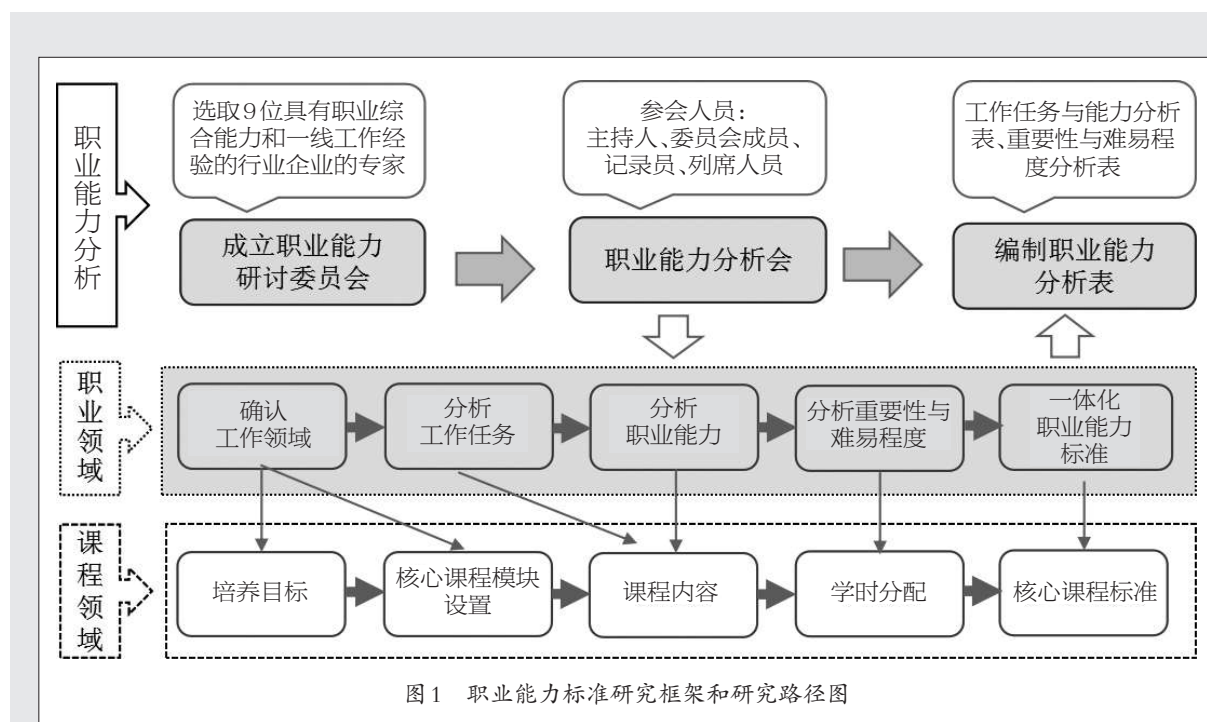 职业能力分析
选取9位具有职业综
合能力和一线工作经
验的行业企业的专家
参会人员：
主持人、委员会成员、
记录员、列席人员
工作任务与能力分析
表、重要性与难易程
度分析表
成立职业能力
研讨委员会
职业能力分析会
编制职业能力
分析表
职业领域
确认
工作领域
分析
工作任务
分析
职业能力
分析重要性与
难易程度
一体化
职业能力
标准
课程领域
培养目标
核心课程模块
设置
课程内容
学时分配
核心课程标准
图1 职业能力标准研究框架和研究路径图